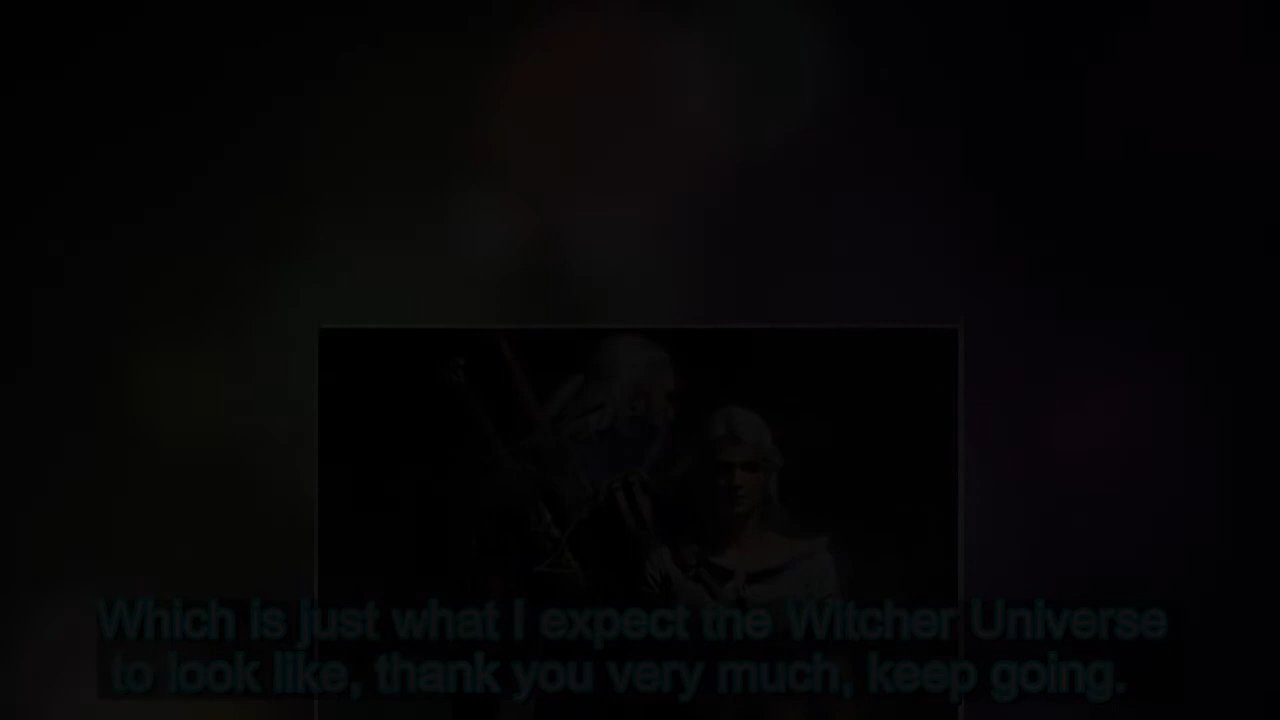 Which is just what I expect the Witcher Universe
to look like, thank you very much, keep going.